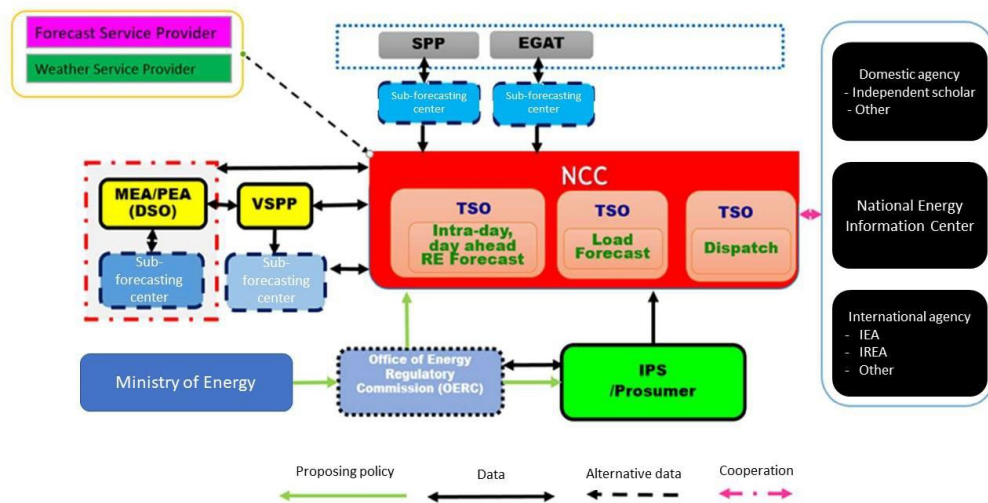 Forecast Service Provider
Weather Service Provider
SPP
EGAT
Sub-forecasting
center
Sub-forecasting
center
Domestic agency
- Independent scholar
- Other
NCC
MEA/PEA
(DSO)
VSPP
TSO
Intra-day,
day ahead
RE Forecast
TSO
Load
Forecast
TSO
Dispatch
National Energy
Information Center
Sub-
forecasting
center
Sub-
forecasting
center
International agency
- IEA
- IREA
- Other
Ministry of Energy
Office of Energy
Regulatory
Commission (OERC)
IPS
/Prosumer
Proposing policy
Data
Alternative data
Cooperation